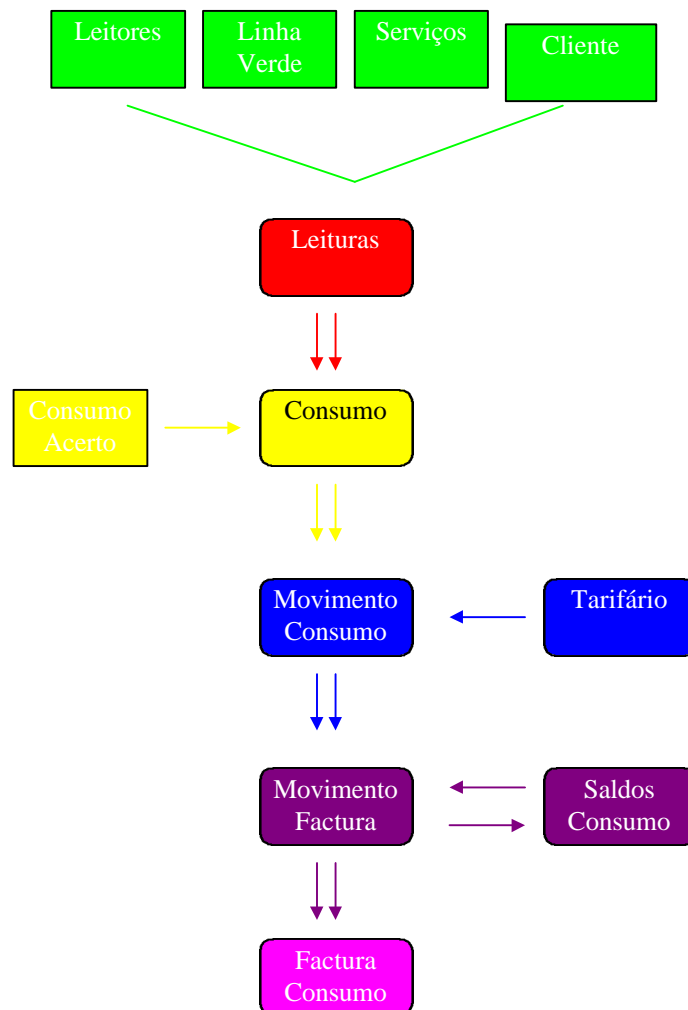 Leitores
Linha
Verde
Serviços
Cliente
Leituras
Consumo
Acerto
Consumo
Movimento
Consumo
Tarifário
Movimento
Factura
Saldos
Consumo
Factura
Consumo